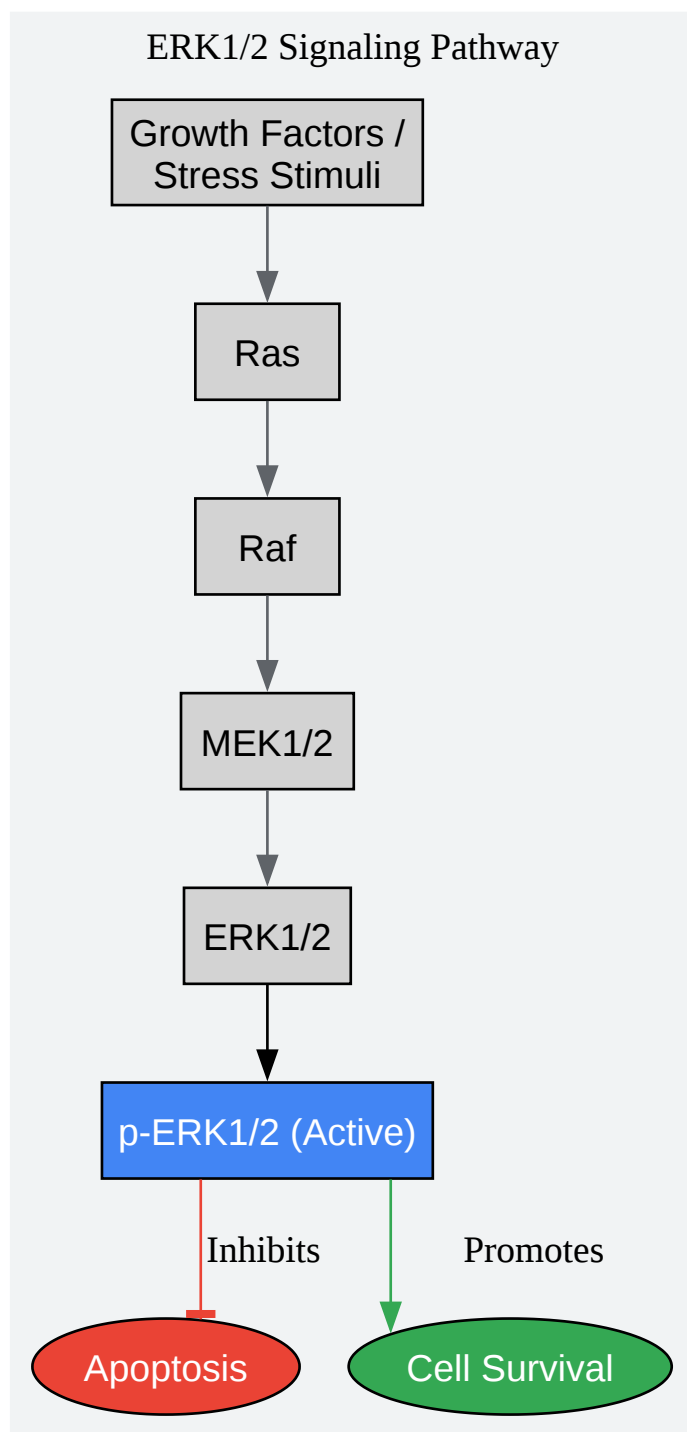 ERK1/2 Signaling Pathway
Growth Factors /
Stress Stimuli
Ras
Raf
MEK1/2
ERK1/2
p-ERK1/2 (Active)
Inhibits
Promotes
Apoptosis
Cell Survival